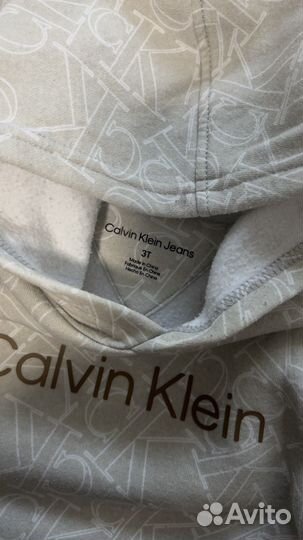 Calvin Klein Jeans
3T
Made in China
Fabriqué En Chine
Hecho En China
Calvin Klein
Avito